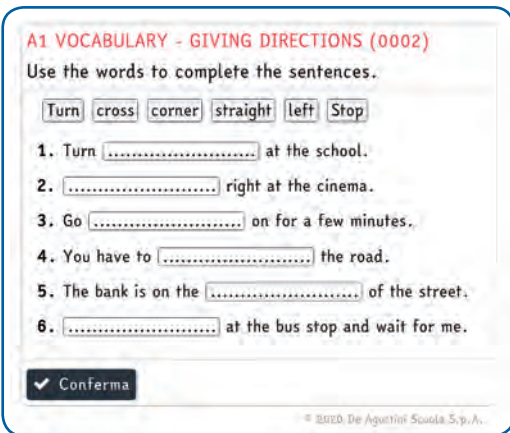 A1 VOCABULARY - GIVING DIRECTIONS (0002)
Use the words to complete the sentences.
Turn cross corner straight left Stop
1. Turn ......................... at the school.
2. ......................... right at the cinema.
3. Go ......................... on for a few minutes.
4. You have to ......................... the road.
5. The bank is on the ......................... of the street.
6. ......................... at the bus stop and wait for me.
✔ Conferma
© 2020 De Agostini Scuola S.p.A.